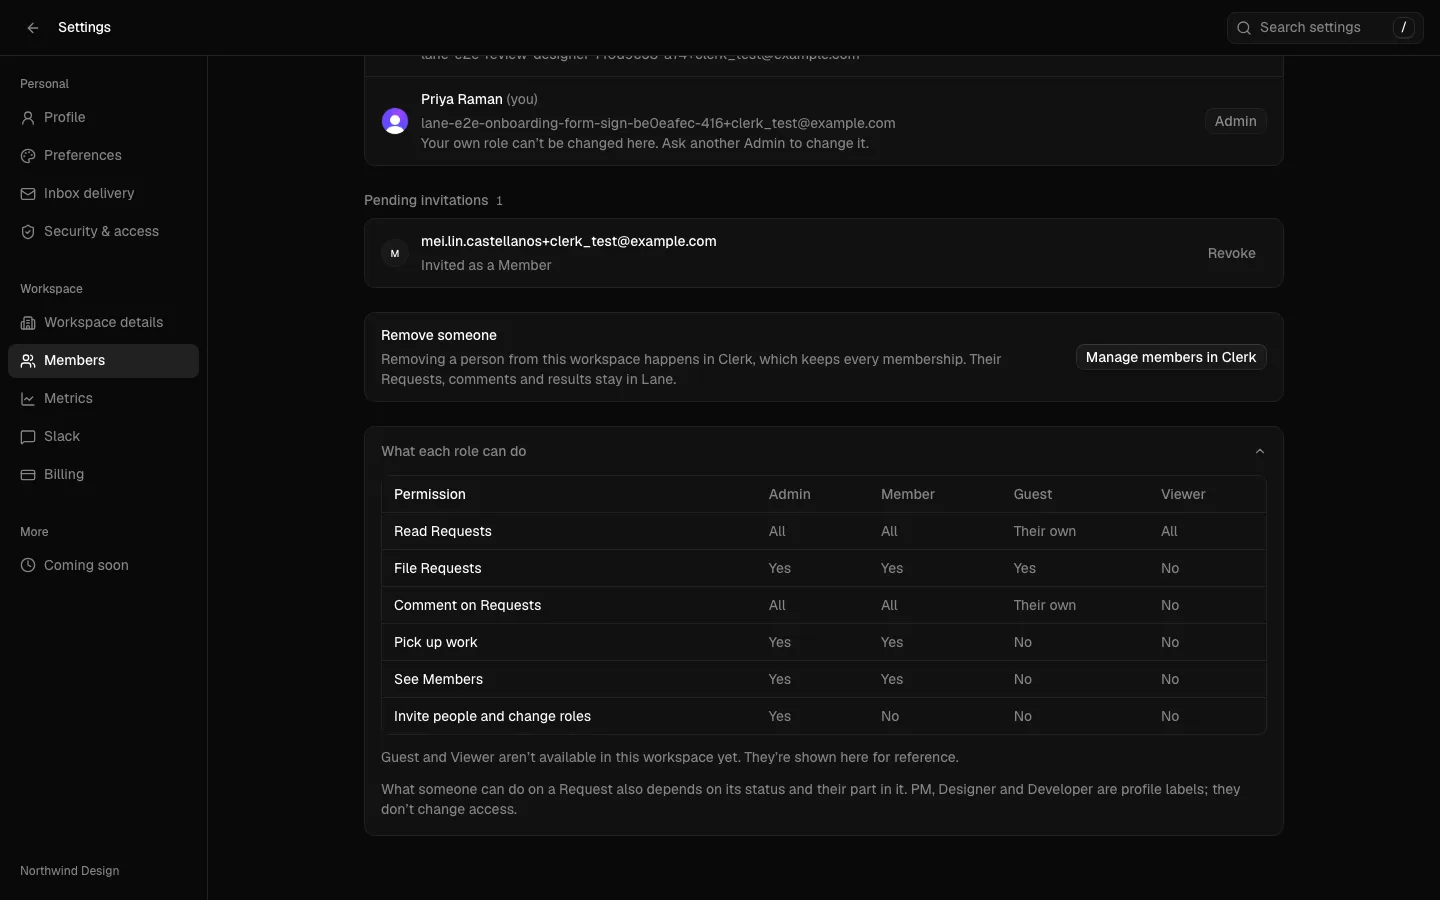 Settings
Search settings
/
Personal
Profile
Preferences
Inbox delivery
Security & access
Workspace
Workspace details
Members
Metrics
Slack
Billing
More
Coming soon
Northwind Design
Priya Raman (you)
lane-e2e-onboarding-form-sign-be0eafec-416+clerk_test@example.com
Your own role can’t be changed here. Ask another Admin to change it.
Admin
Pending invitations 1
M
mei.lin.castellanos+clerk_test@example.com
Invited as a Member
Revoke
Remove someone
Removing a person from this workspace happens in Clerk, which keeps every membership. Their
Requests, comments and results stay in Lane.
Manage members in Clerk
What each role can do
Permission Admin Member Guest Viewer
Read Requests All All Their own All
File Requests Yes Yes Yes No
Comment on Requests All All Their own No
Pick up work Yes Yes No No
See Members Yes Yes No No
Invite people and change roles Yes No No No
Guest and Viewer aren’t available in this workspace yet. They’re shown here for reference.
What someone can do on a Request also depends on its status and their part in it. PM, Designer and Developer are profile labels; they
don’t change access.